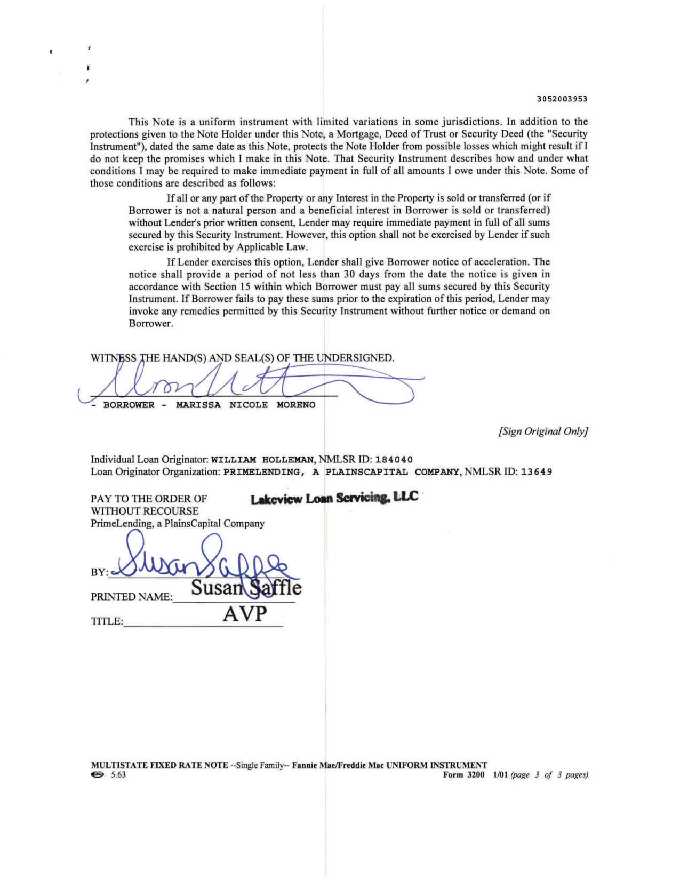 3052003953
This Note is a uniform instrument with limited variations in some jurisdictions. In addition to the
protections given to the Note Holder under this Note, a Mortgage, Deed of Trust or Security Deed (the "Security
Instrument"), dated the same date as this Note, protects the Note Holder from possible losses which might result if I
do not keep the promises which I make in this Note. That Security Instrument describes how and under what
conditions I may be required to make immediate payment in full of all amounts I owe under this Note. Some of
those conditions are described as follows:
If all or any part of the Property or any Interest in the Property is sold or transferred (or if
Borrower is not a natural person and a beneficial interest in Borrower is sold or transferred)
without Lender's prior written consent, Lender may require immediate payment in full of all sums
secured by this Security Instrument. However, this option shall not be exercised by Lender if such
exercise is prohibited by Applicable Law.
If Lender exercises this option, Lender shall give Borrower notice of acceleration. The
notice shall provide a period of not less than 30 days from the date the notice is given in
accordance with Section 15 within which Borrower must pay all sums secured by this Security
Instrument. If Borrower fails to pay these sums prior to the expiration of this period, Lender may
invoke any remedies permitted by this Security Instrument without further notice or demand on
Borrower.
WITNESS THE HAND(S) AND SEAL(S) OF THE UNDERSIGNED.
- BORROWER - MARISSA NICOLE MORENO
[Sign Original Only]
Individual Loan Originator: WILLIAM HOLLEMAN, NMLSR ID: 184040
Loan Originator Organization: PRIMELENDING, A PLAINSCAPITAL COMPANY, NMLSR ID: 13649
PAY TO THE ORDER OF Lakeview Loan Servicing, LLC
WITHOUT RECOURSE
PrimeLending, a PlainsCapital Company
BY: Susan Saffle
PRINTED NAME: Susan Saffle
TITLE: AVP
MULTISTATE FIXED RATE NOTE --Single Family-- Fannie Mae/Freddie Mac UNIFORM INSTRUMENT
5.63 Form 3200 1/01 (page 3 of 3 pages)